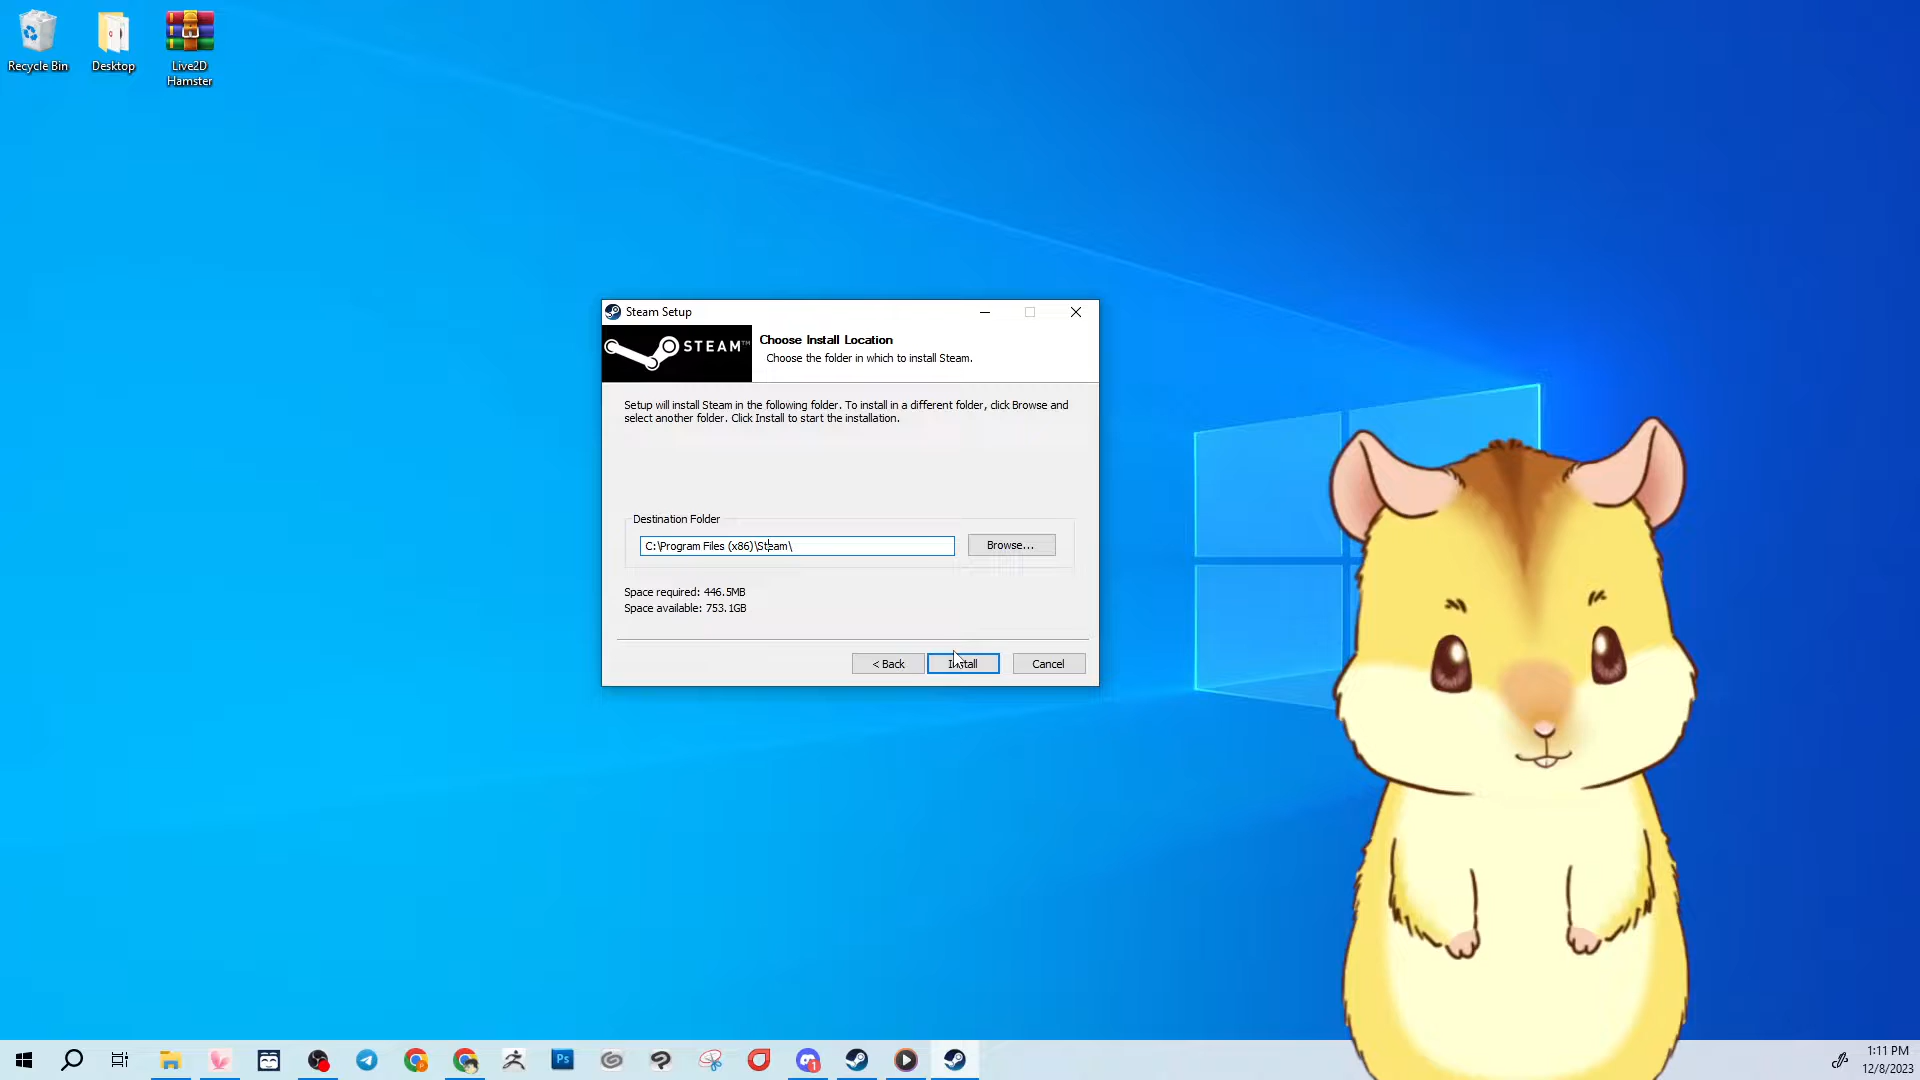 Recycle Bin
Desktop
Live2D
Hamster
Steam Setup
STEAM™
Choose Install Location
Choose the folder in which to install Steam.
Setup will install Steam in the following folder. To install in a different folder, click Browse and
select another folder. Click Install to start the installation.
Destination Folder
C:\Program Files (x86)\Steam\
Browse...
Space required: 446.5MB
Space available: 753.1GB
< Back
Install
Cancel
Ps
1
1:11 PM
12/8/2023